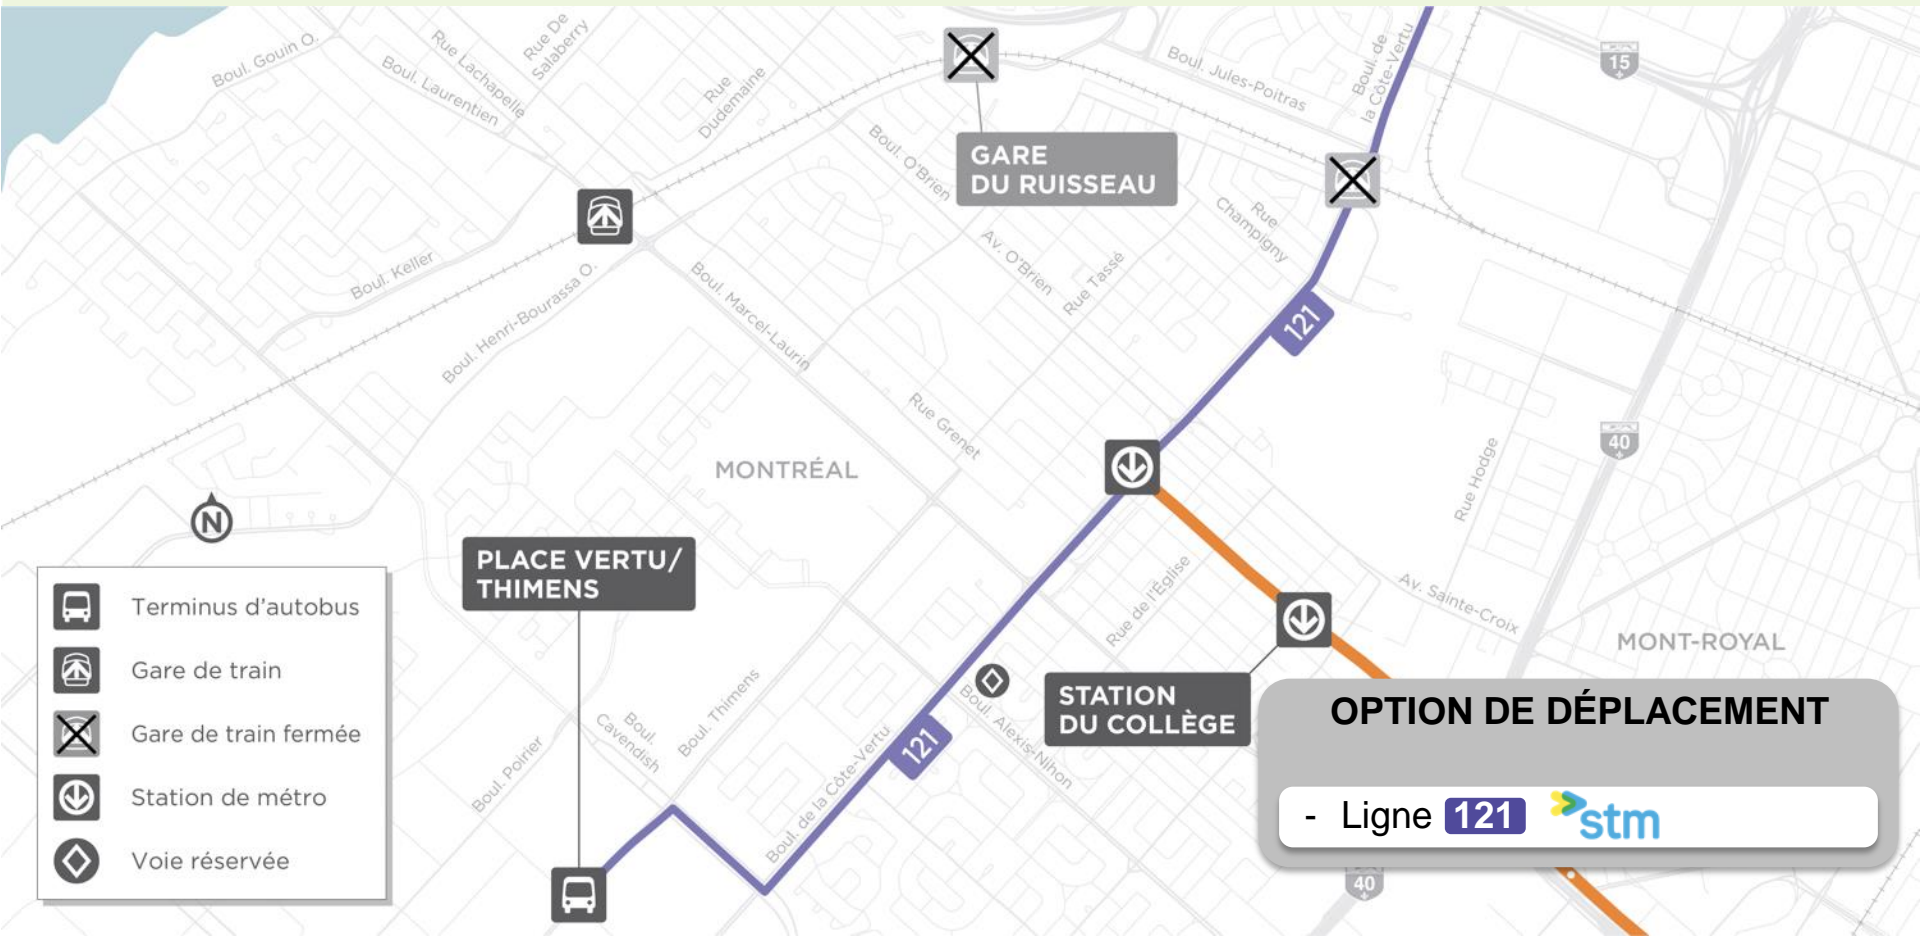 Boul. Gouin O.
Rue Lachapelle
Rue De
Salaberry
Boul. Laurentien
Rue
Dudemaine
Boul. Jules-Poitras
Boul. de
la Côte-Vertu
15
Boul. O'Brien
GARE
DU RUISSEAU
Rue
Champigny
Boul. Keller
Boul. Henri-Bourassa O.
Boul. Marcel-Laurin
Av. O'Brien
Rue Tassé
121
Rue Grenet
MONTRÉAL
Rue Hodge
40
N
PLACE VERTU/
THIMENS
Rue de l'Église
Av. Sainte-Croix
MONT-ROYAL
Terminus d'autobus
Gare de train
Gare de train fermée
Station de métro
Voie réservée
Boul. Poirier
Boul.
Cavendish
Boul. Thimens
Boul. de la Côte-Vertu
121
Boul. Alexis-Nihon
STATION
DU COLLÈGE
OPTION DE DÉPLACEMENT
- Ligne 121 stm
40